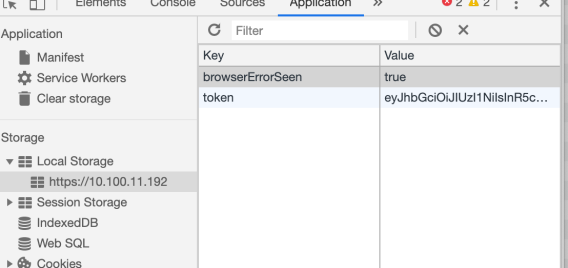 Elements Console Sources Application » 2 2
Application
Filter
Manifest
Service Workers
Clear storage
Key Value
browserErrorSeen true
token eyJhbGciOiJIUzI1NiIsInR5c...
Storage
Local Storage
https://10.100.11.192
Session Storage
IndexedDB
Web SQL
Cookies